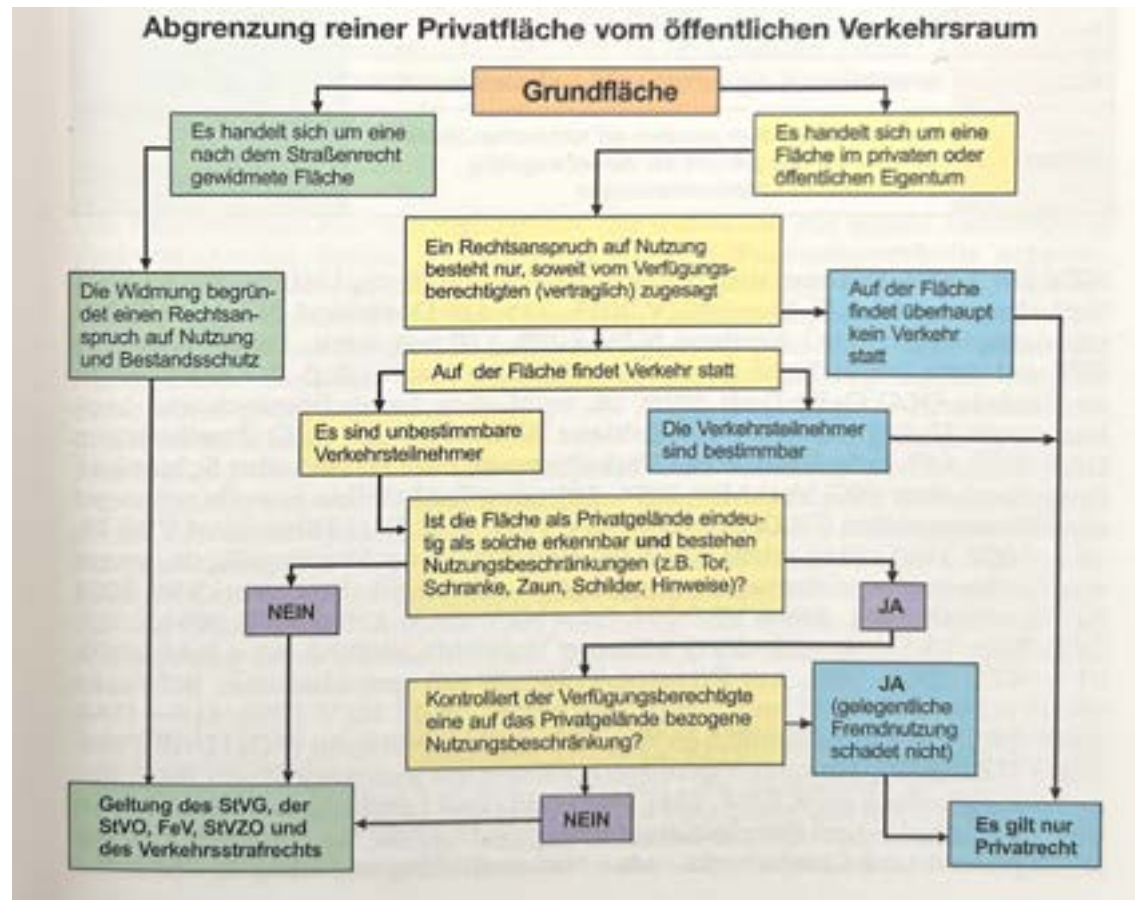 Abgrenzung reiner Privatfläche vom öffentlichen Verkehrsraum
Grundfläche
Es handelt sich um eine
nach dem Straßenrecht
gewidmete Fläche
Es handelt sich um eine
Fläche im privaten oder
öffentlichen Eigentum
Ein Rechtsanspruch auf Nutzung
besteht nur, soweit vom Verfügungs-
berechtigten (vertraglich) zugesagt
Die Widmung begrün-
det einen Rechtsan-
spruch auf Nutzung
und Bestandsschutz
Auf der Fläche
findet überhaupt
kein Verkehr
statt
Auf der Fläche findet Verkehr statt
Es sind unbestimmbare
Verkehrsteilnehmer
Die Verkehrsteilnehmer
sind bestimmbar
Ist die Fläche als Privatgelände eindeu-
tig als solche erkennbar und bestehen
Nutzungsbeschränkungen (z.B. Tor,
Schranke, Zaun, Schilder, Hinweise)?
NEIN
JA
Kontrolliert der Verfügungsberechtigte
eine auf das Privatgelände bezogene
Nutzungsbeschränkung?
JA
(gelegentliche
Fremdnutzung
schadet nicht)
NEIN
Geltung des StVG, der
StVO, FeV, StVZO und
des Verkehrsstrafrechts
Es gilt nur
Privatrecht